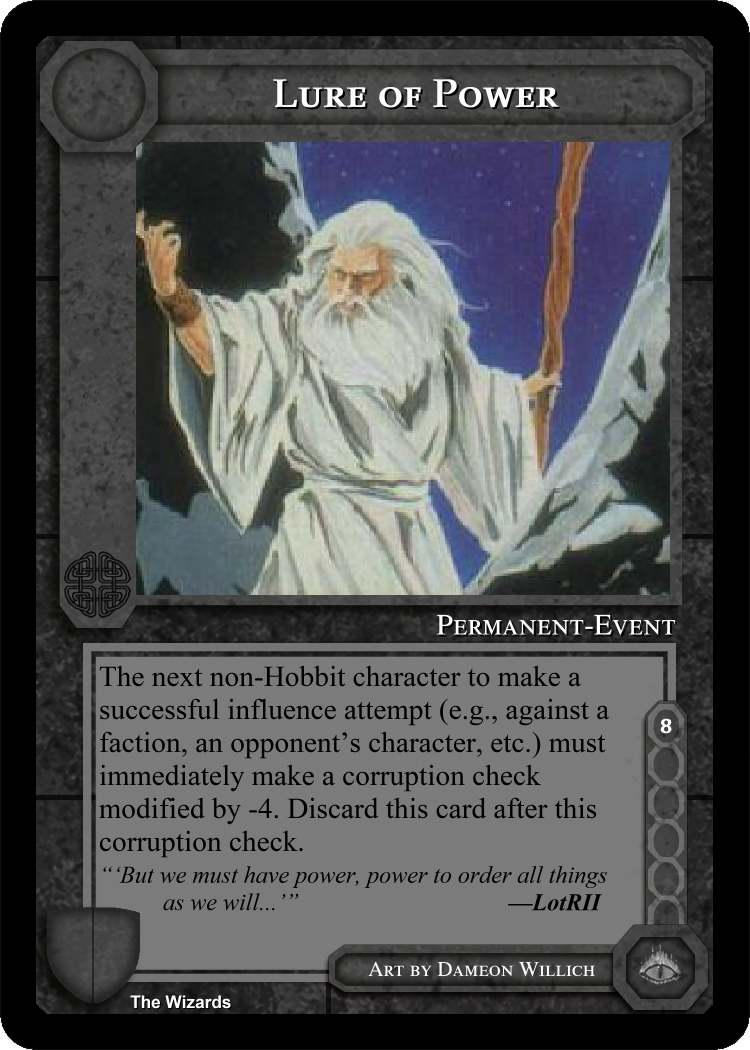 Lure of Power
Permanent-Event
The next non-Hobbit character to make a
successful influence attempt (e.g., against a
faction, an opponent's character, etc.) must
immediately make a corruption check
modified by -4. Discard this card after this
corruption check.
"'But we must have power, power to order all things
as we will...'" —LotRII
8
Art by Dameon Willich
The Wizards